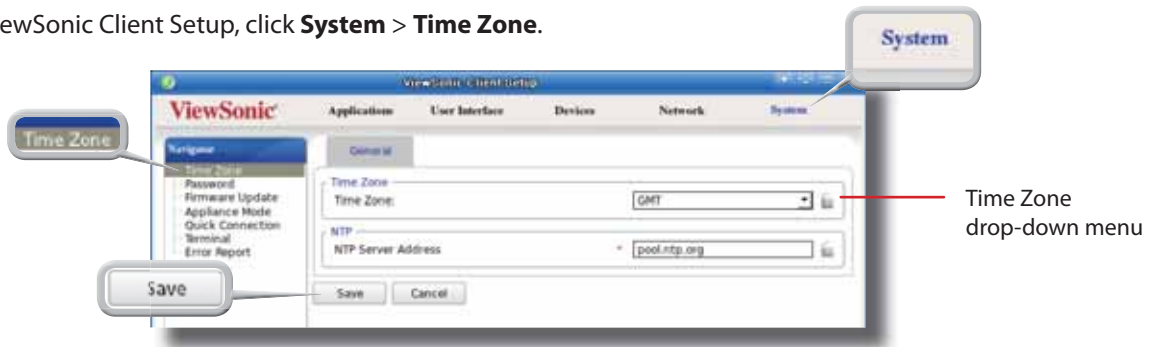 ewSonic Client Setup, click System > Time Zone.
System
ViewSonic Client Setup
ViewSonic
Applications
User Interface
Devices
Network
System
Time Zone
Navigator
General
Time Zone
Password
Firmware Update
Appliance Mode
Quick Connection
Terminal
Error Report
Time Zone
Time Zone:
GMT
Time Zone
drop-down menu
NTP
NTP Server Address
*
pool.ntp.org
Save
Save
Cancel